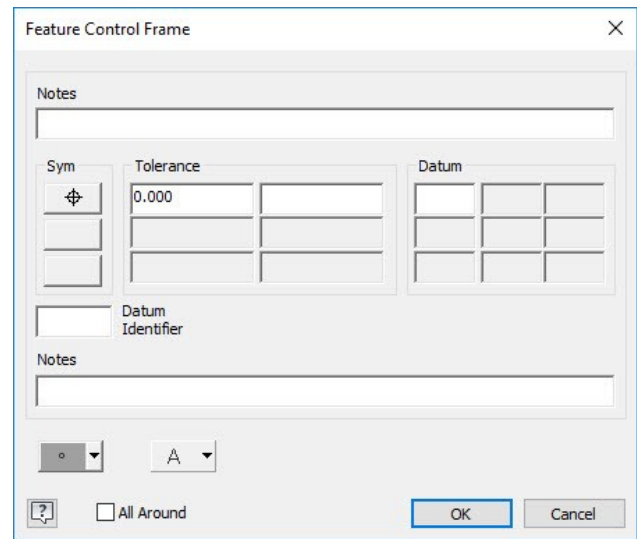 Feature Control Frame
Notes
Sym Tolerance Datum
0.000
Datum
Identifier
Notes
A
? All Around OK Cancel